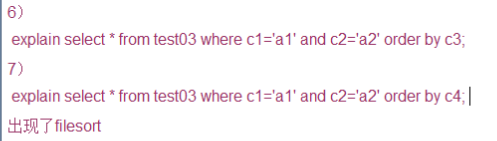 6）
explain select * from test03 where c1='a1' and c2='a2' order by c3;
7）
explain select * from test03 where c1='a1' and c2='a2' order by c4;
出现了filesort